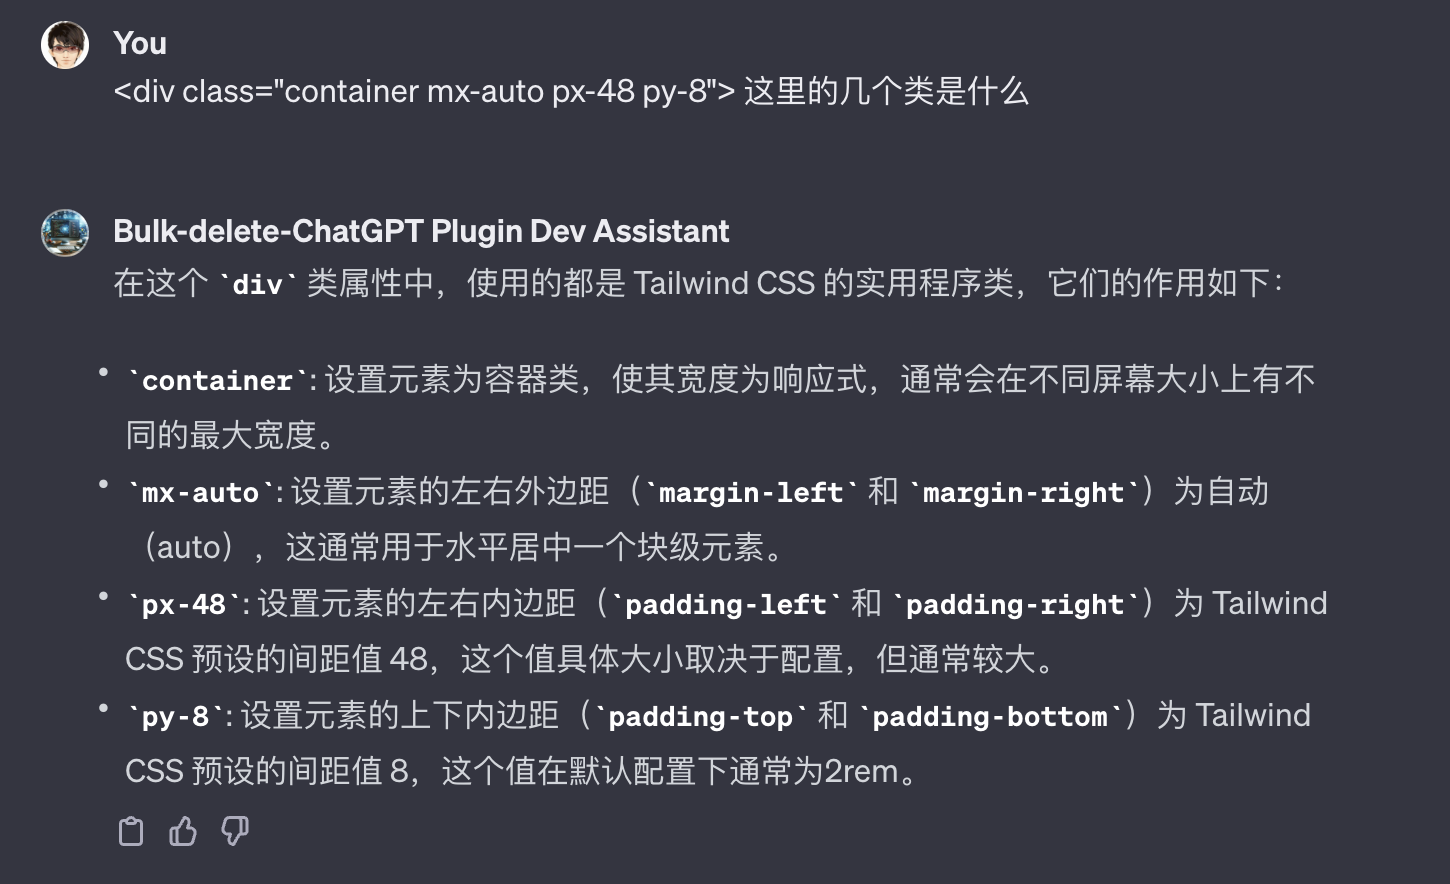 You
<div class="container mx-auto px-48 py-8"> 这里的几个类是什么
Bulk-delete-ChatGPT Plugin Dev Assistant
在这个 `div` 类属性中，使用的都是 Tailwind CSS 的实用程序类，它们的作用如下：
• `container`: 设置元素为容器类，使其宽度为响应式，通常会在不同屏幕大小上有不
同的最大宽度。
• `mx-auto`: 设置元素的左右外边距（`margin-left` 和 `margin-right`）为自动
（auto），这通常用于水平居中一个块级元素。
• `px-48`: 设置元素的左右内边距（`padding-left` 和 `padding-right`）为 Tailwind
CSS 预设的间距值 48，这个值具体大小取决于配置，但通常较大。
• `py-8`: 设置元素的上下内边距（`padding-top` 和 `padding-bottom`）为 Tailwind
CSS 预设的间距值 8，这个值在默认配置下通常为2rem。